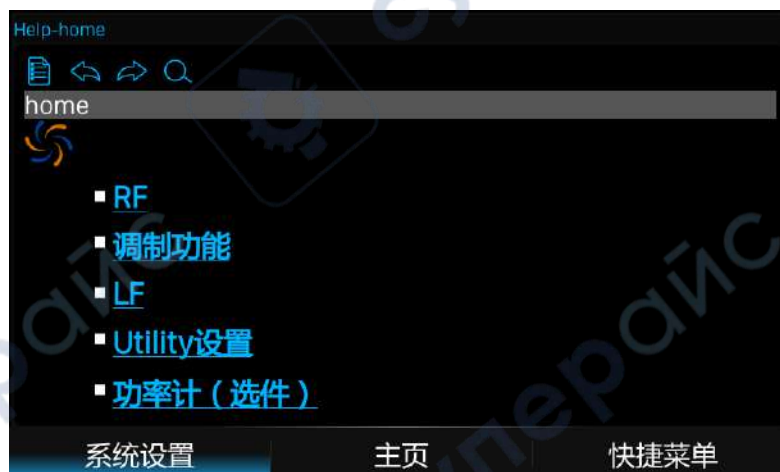 Help-home
home
RF
调制功能
LF
Utility设置
功率计（选件）
系统设置 主页 快捷菜单